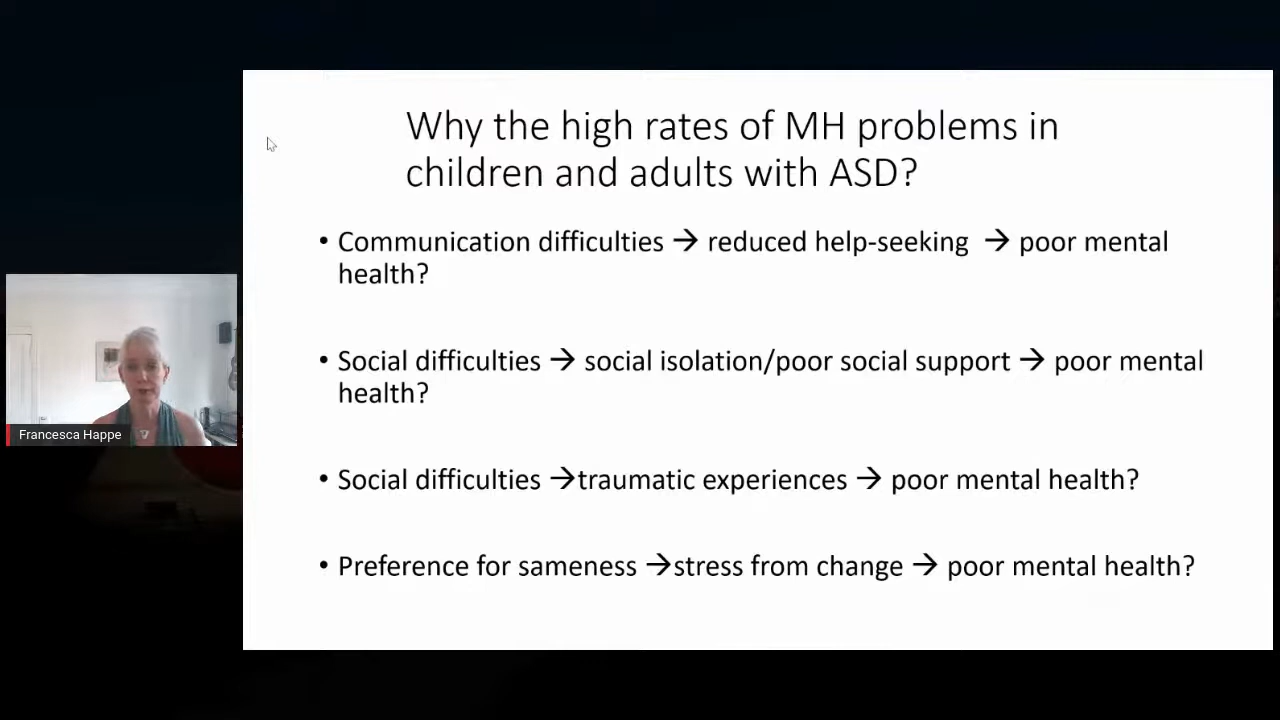 Why the high rates of MH problems in
children and adults with ASD?
• Communication difficulties → reduced help-seeking → poor mental
health?
• Social difficulties → social isolation/poor social support → poor mental
health?
• Social difficulties →traumatic experiences → poor mental health?
• Preference for sameness →stress from change → poor mental health?
Francesca Happe